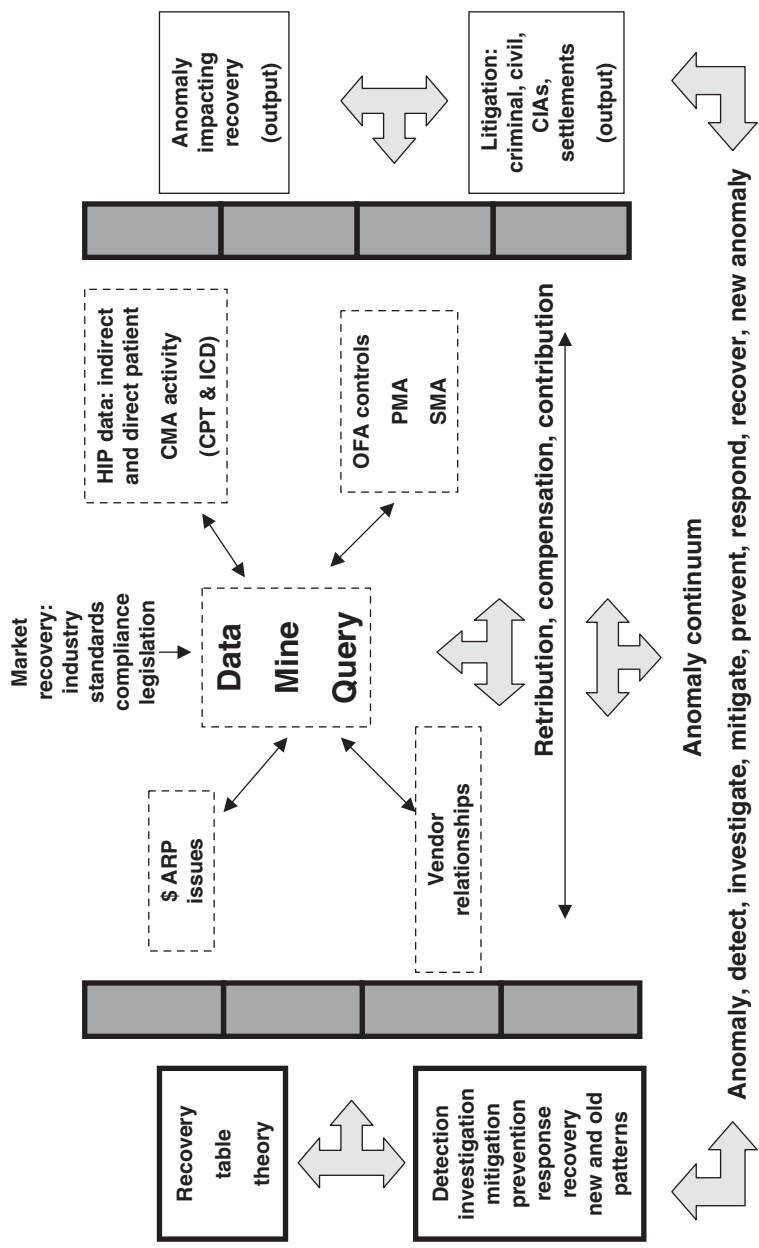 Recovery
table
theory
Detection
investigation
mitigation
prevention
response
recovery
new and old
patterns
$ ARP
issues
Vendor
relationships
Market
recovery:
industry
standards
compliance
legislation
Data
Mine
Query
HIP data: indirect
and direct patient
CMA activity
(CPT & ICD)
OFA controls
PMA
SMA
Anomaly
impacting
recovery
(output)
Litigation:
criminal, civil,
CIAs,
settlements
(output)
Retribution, compensation, contribution
Anomaly continuum
Anomaly, detect, investigate, mitigate, prevent, respond, recover, new anomaly